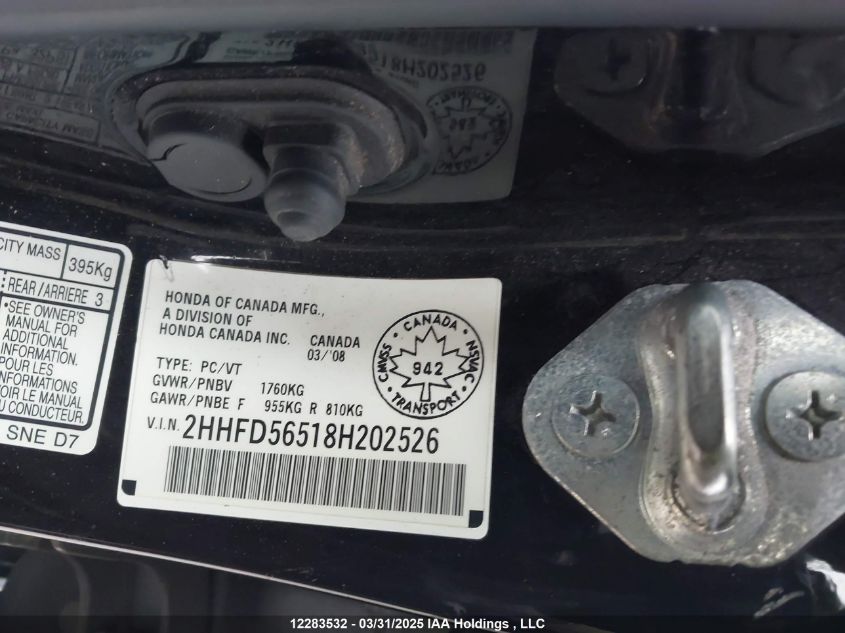 CITY MASS 395Kg
REAR/ARRIERE 3
•SEE OWNER'S
MANUAL FOR
ADDITIONAL
INFORMATION.
POUR LES
INFORMATIONS
VOIR LE MANUAL
DU CONDUCTEUR.
SNE D7
HONDA OF CANADA MFG.,
A DIVISION OF
HONDA CANADA INC. CANADA
03/'08
TYPE: PC/VT
GVWR/PNBV 1760KG
GAWR/PNBE F 955KG R 810KG
V.I.N. 2HHFD56518H202526
• CANADA •
NSVAC
942
CMVSS
• TRANSPORT •
12283532 - 03/31/2025 IAA Holdings , LLC